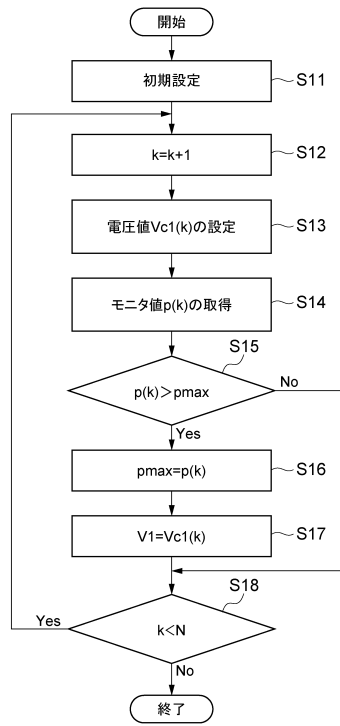 開始
初期設定
S11
k=k+1
S12
電圧値Vc1(k)の設定
S13
モニタ値p(k)の取得
S14
S15
p(k)＞pmax
No
Yes
pmax=p(k)
S16
V1=Vc1(k)
S17
S18
Yes
k＜N
No
終了